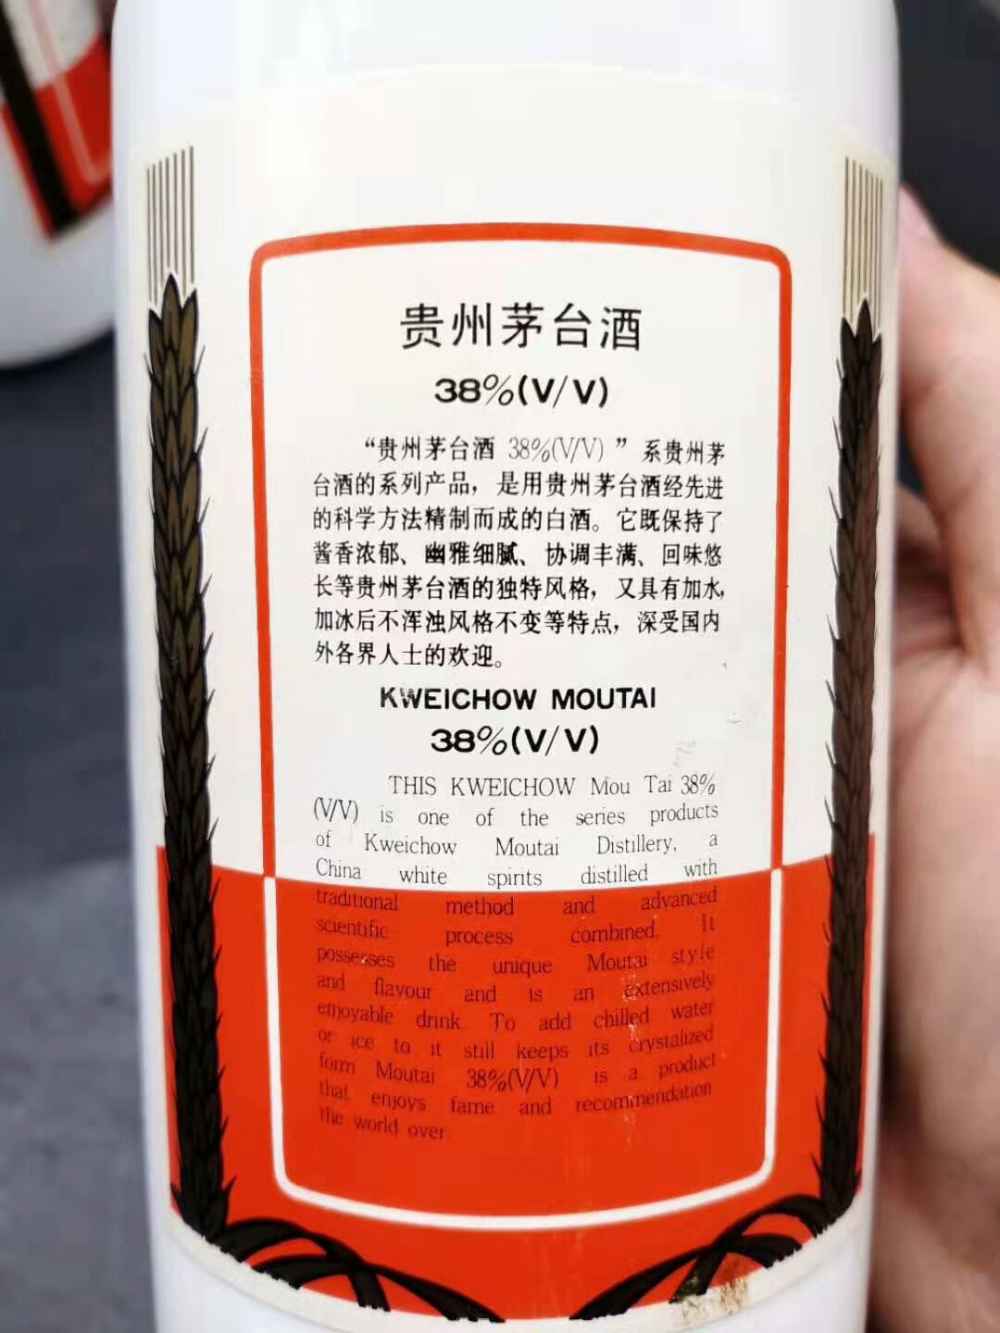 贵州茅台酒
38%(V/V)
“贵州茅台酒 38%(V/V)”系贵州茅
台酒的系列产品，是用贵州茅台酒经先进
的科学方法精制而成的白酒。它既保持了
酱香浓郁、幽雅细腻、协调丰满、回味悠
长等贵州茅台酒的独特风格，又具有加水，
加冰后不浑浊风格不变等特点，深受国内
外各界人士的欢迎。
KWEICHOW MOUTAI
38%(V/V)
THIS KWEICHOW Mou Tai 38%
(V/V) is one of the series products
of Kweichow Moutai Distillery, a
China white spirits distilled with
traditional method and advanced
scientific process combined. It
possesses the unique Moutai style
and flavour and is an extensively
enjoyable drink. To add chilled water
or ice to it still keeps its crystalized
form Moutai 38%(V/V) is a product
that enjoys fame and recommendation
the world over